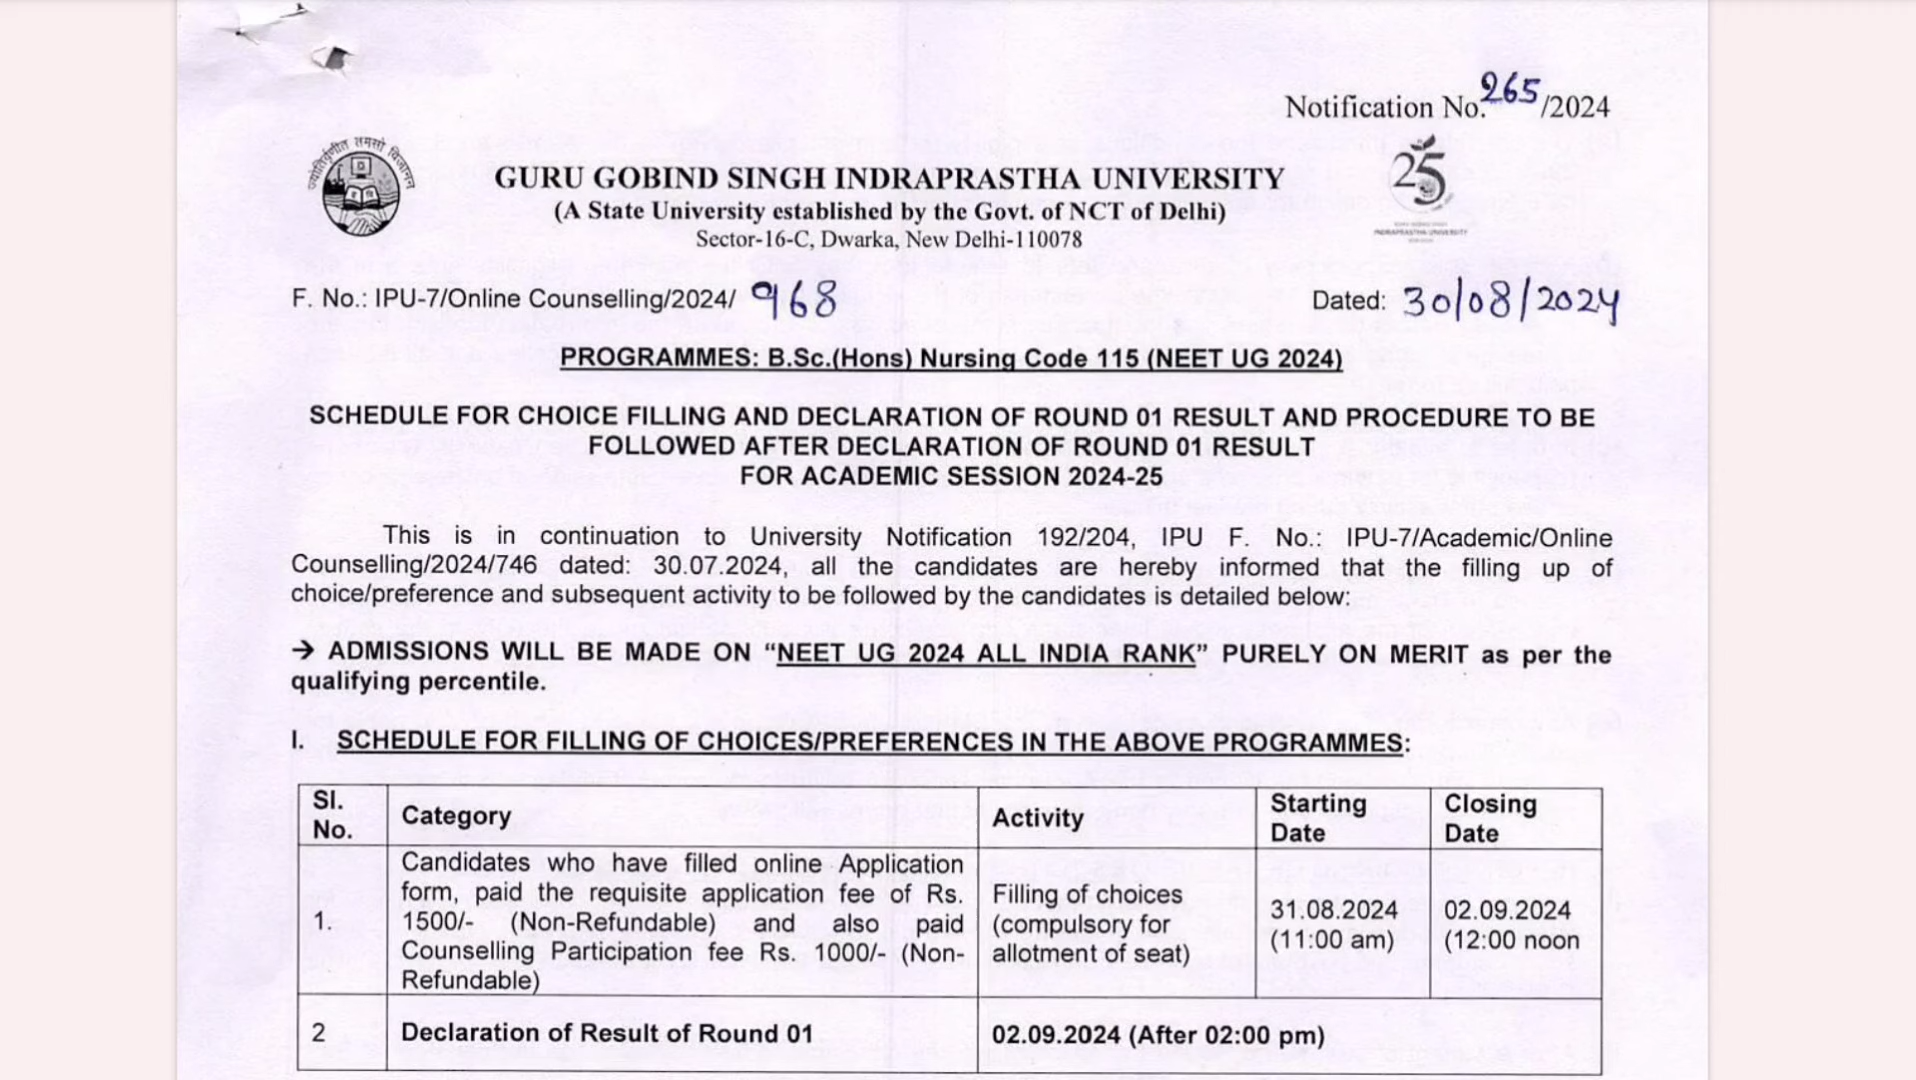 Notification No. 265/2024
ज्योतिर्वृणीत तमसो विजानन
25
GURU GOBIND SINGH INDRAPRASTHA UNIVERSITY
(A State University established by the Govt. of NCT of Delhi)
Sector-16-C, Dwarka, New Delhi-110078
INDRAPRASTHA UNIVERSITY
F. No.: IPU-7/Online Counselling/2024/ 968
Dated: 30/08/2024
PROGRAMMES: B.Sc.(Hons) Nursing Code 115 (NEET UG 2024)
SCHEDULE FOR CHOICE FILLING AND DECLARATION OF ROUND 01 RESULT AND PROCEDURE TO BE
FOLLOWED AFTER DECLARATION OF ROUND 01 RESULT
FOR ACADEMIC SESSION 2024-25
This is in continuation to University Notification 192/204, IPU F. No.: IPU-7/Academic/Online
Counselling/2024/746 dated: 30.07.2024, all the candidates are hereby informed that the filling up of
choice/preference and subsequent activity to be followed by the candidates is detailed below:
→ ADMISSIONS WILL BE MADE ON “NEET UG 2024 ALL INDIA RANK” PURELY ON MERIT as per the
qualifying percentile.
I. SCHEDULE FOR FILLING OF CHOICES/PREFERENCES IN THE ABOVE PROGRAMMES:
Sl.
No.
Category
Activity
Starting
Date
Closing
Date
1.
Candidates who have filled online Application
form, paid the requisite application fee of Rs.
1500/- (Non-Refundable) and also paid
Counselling Participation fee Rs. 1000/- (Non-
Refundable)
Filling of choices
(compulsory for
allotment of seat)
31.08.2024
(11:00 am)
02.09.2024
(12:00 noon
2
Declaration of Result of Round 01
02.09.2024 (After 02:00 pm)